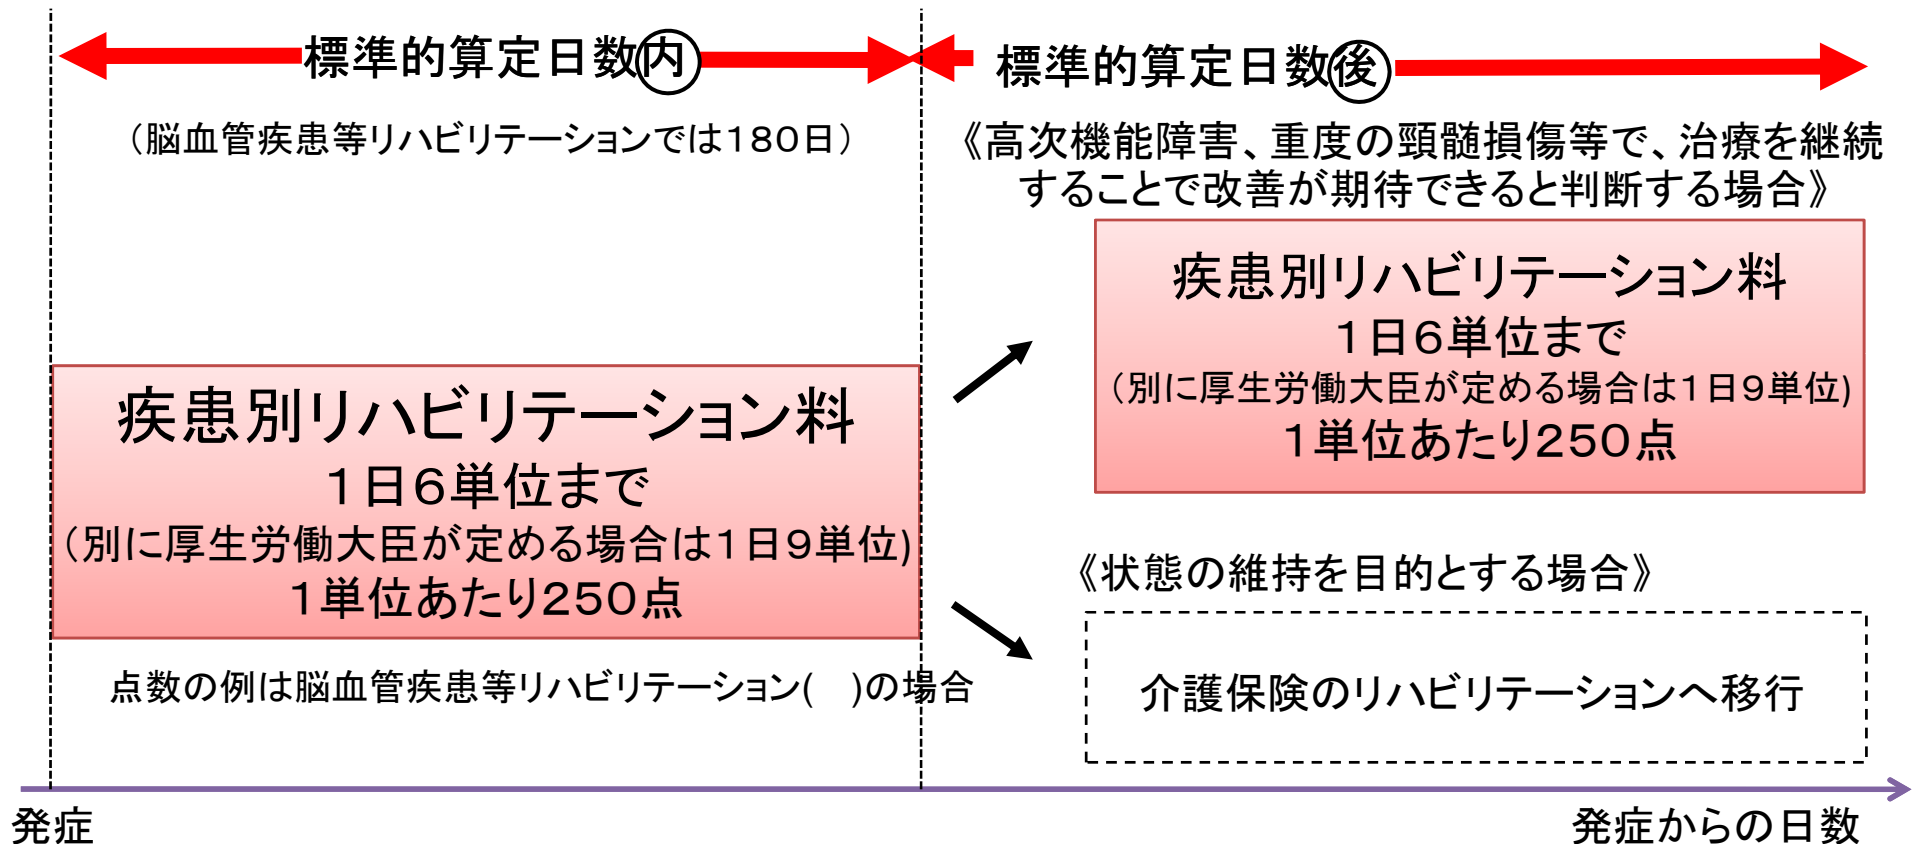 標準的算定日数内
（脳血管疾患等リハビリテーションでは１８０日）
疾患別リハビリテーション料
１日６単位まで
（別に厚生労働大臣が定める場合は１日９単位)
１単位あたり２５０点
点数の例は脳血管疾患等リハビリテーション(　)の場合
標準的算定日数後
《高次機能障害、重度の頸髄損傷等で、治療を継続
することで改善が期待できると判断する場合》
疾患別リハビリテーション料
１日６単位まで
（別に厚生労働大臣が定める場合は１日９単位)
１単位あたり２５０点
《状態の維持を目的とする場合》
介護保険のリハビリテーションへ移行
発症
発症からの日数